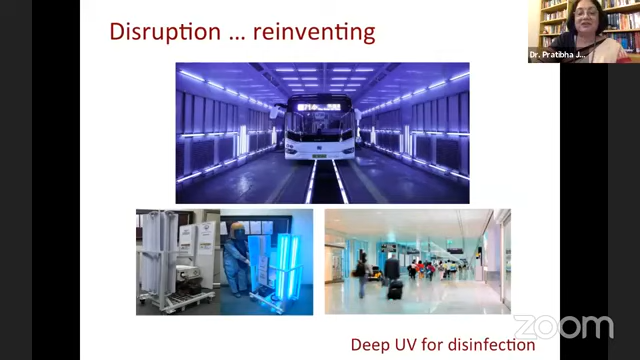 Disruption ... reinventing
Dr. Pratibha J...
Deep UV for disinfection
zoom